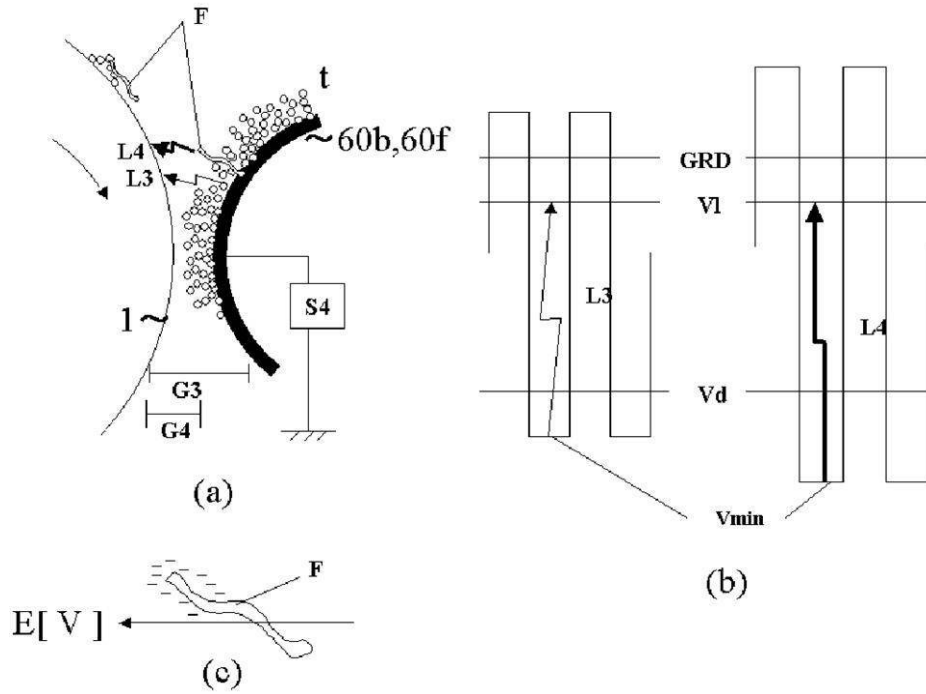 F
t
60b,60f
L4
L3
1
S4
G3
G4
(a)
GRD
Vl
L3
L4
Vd
Vmin
(b)
F
E[ V ]
(c)